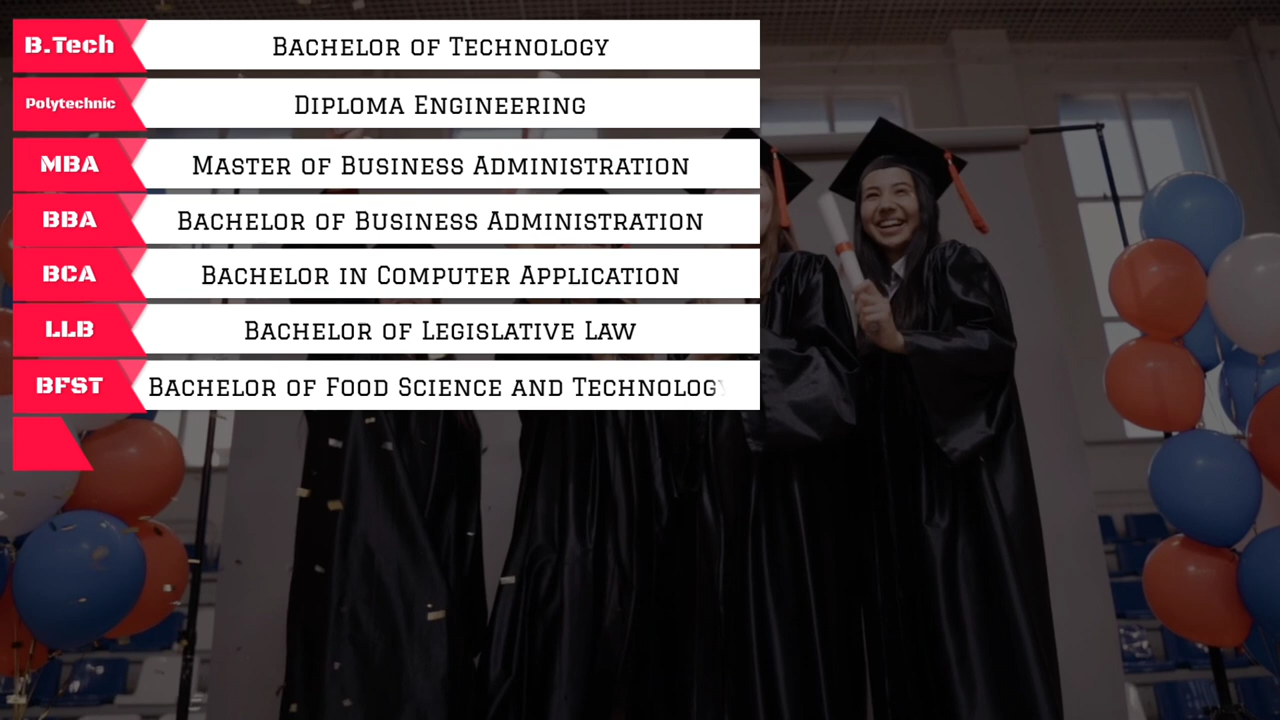 B.Tech Bachelor of Technology
Polytechnic Diploma Engineering
MBA Master of Business Administration
BBA Bachelor of Business Administration
BCA Bachelor in Computer Application
LLB Bachelor of Legislative Law
BFST Bachelor of Food Science and Technology